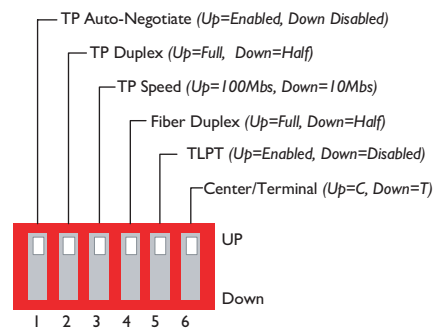 TP Auto-Negotiate (Up=Enabled, Down Disabled)
TP Duplex (Up=Full, Down=Half)
TP Speed (Up=100Mbs, Down=10Mbs)
Fiber Duplex (Up=Full, Down=Half)
TLPT (Up=Enabled, Down=Disabled)
Center/Terminal (Up=C, Down=T)
UP
Down
1 2 3 4 5 6